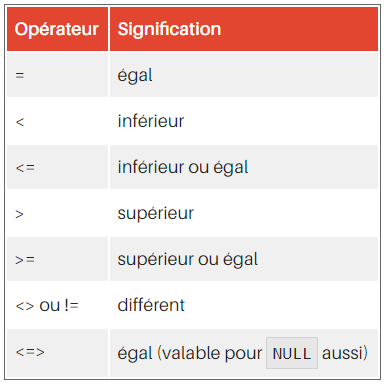 Opérateur Signification
= égal
< inférieur
<= inférieur ou égal
> supérieur
>= supérieur ou égal
<> ou != différent
<=> égal (valable pour NULL aussi)